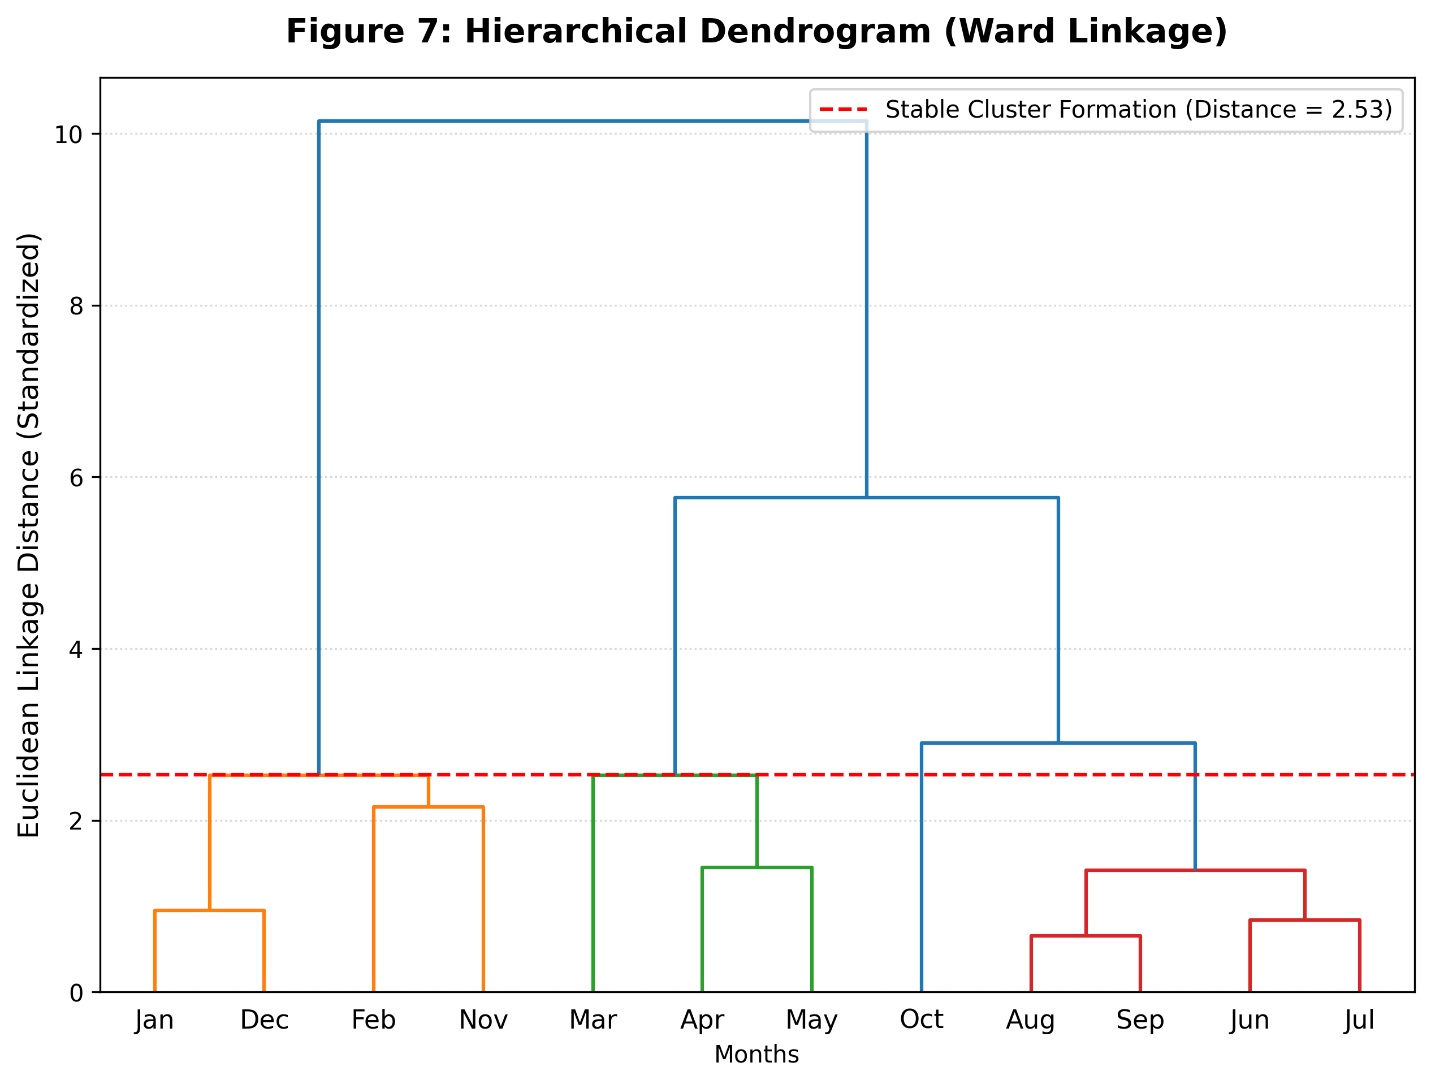 Figure 7: Hierarchical Dendrogram (Ward Linkage)
Stable Cluster Formation (Distance = 2.53)
Euclidean Linkage Distance (Standardized)
10
8
6
4
2
0
Jan Dec Feb Nov Mar Apr May Oct Aug Sep Jun Jul
Months